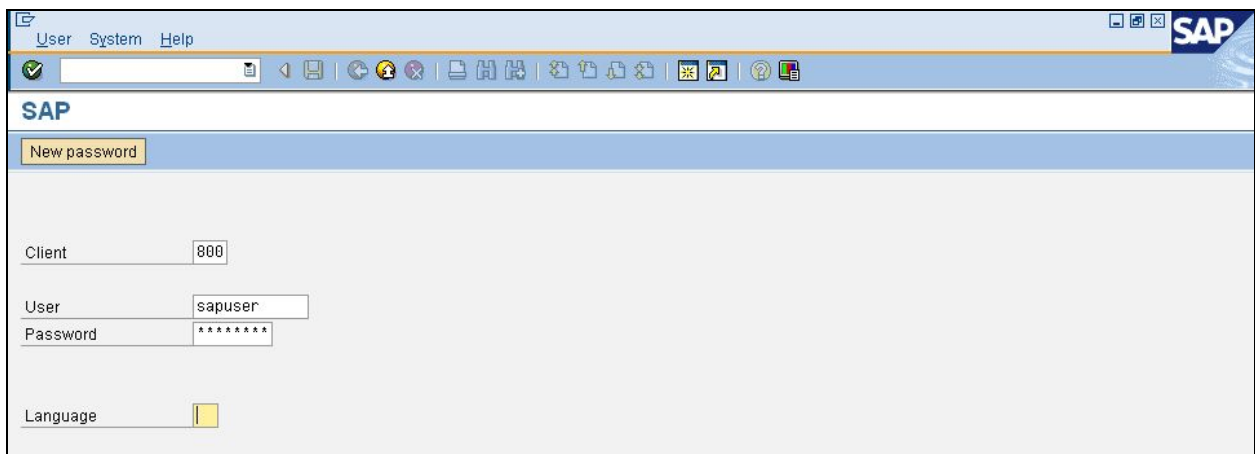 User System Help
SAP
SAP
New password
Client 800
User sapuser
Password ********
Language